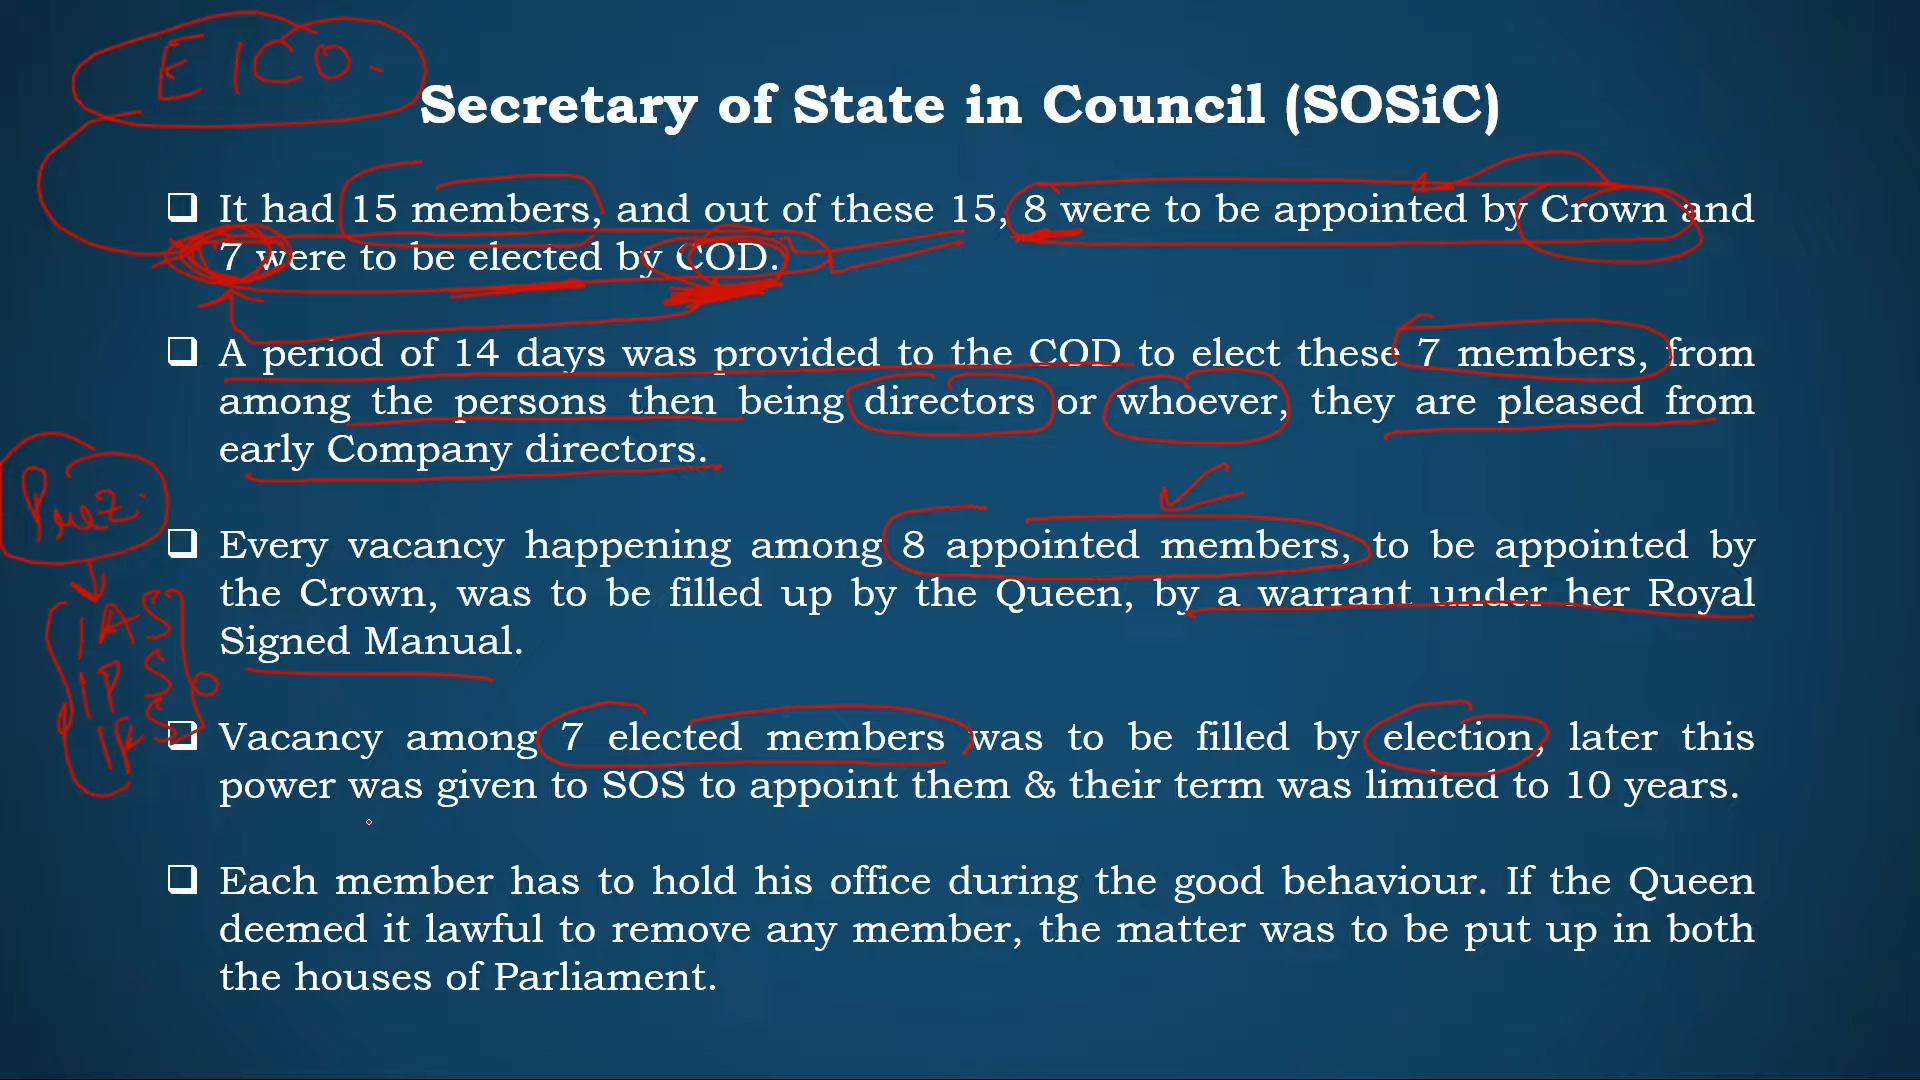 EICO.
Secretary of State in Council (SOSiC)
It had 15 members, and out of these 15, 8 were to be appointed by Crown and
7 were to be elected by COD.
A period of 14 days was provided to the COD to elect these 7 members, from
among the persons then being directors or whoever, they are pleased from
early Company directors.
Prez.
Every vacancy happening among 8 appointed members, to be appointed by
the Crown, was to be filled up by the Queen, by a warrant under her Royal
Signed Manual.
IAS
IPS
Vacancy among 7 elected members was to be filled by election, later this
power was given to SOS to appoint them & their term was limited to 10 years.
Each member has to hold his office during the good behaviour. If the Queen
deemed it lawful to remove any member, the matter was to be put up in both
the houses of Parliament.